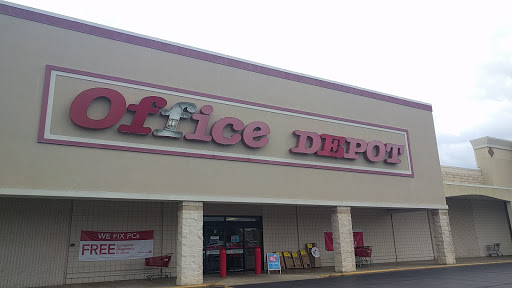 Office DEPOT
WE FIX PCs
FREE